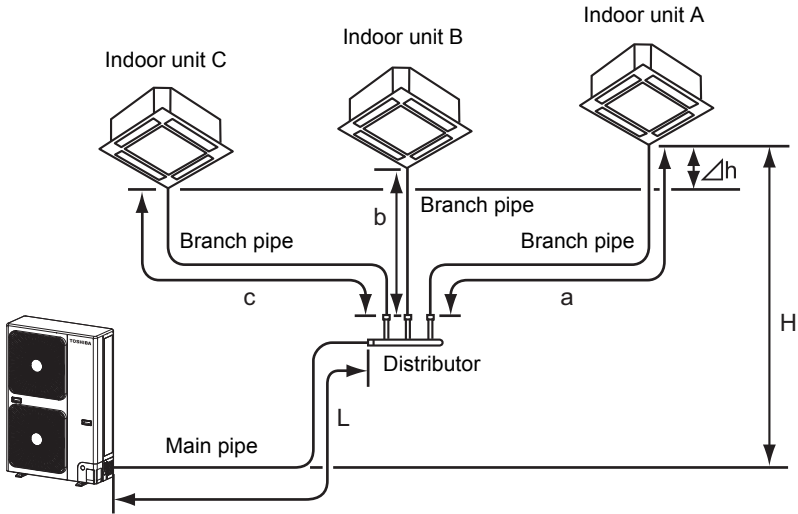 Indoor unit A
Indoor unit B
Indoor unit C
⊿h
Branch pipe
b
Branch pipe
Branch pipe
c
a
H
TOSHIBA
Distributor
L
Main pipe